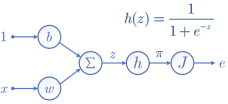 h(z) = 1 / (1 + e^{-z})
1 b
Σ z h π J e
x w